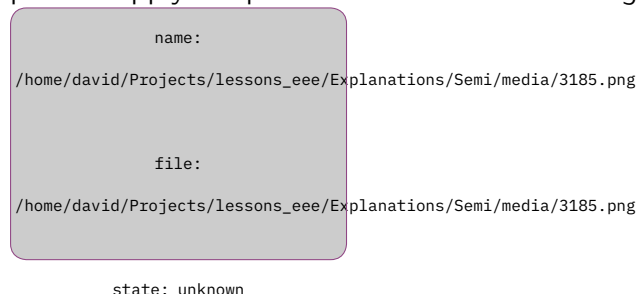 name:
/home/david/Projects/lessons_eee/Explanations/Semi/media/3185.png
file:
/home/david/Projects/lessons_eee/Explanations/Semi/media/3185.png
state: unknown